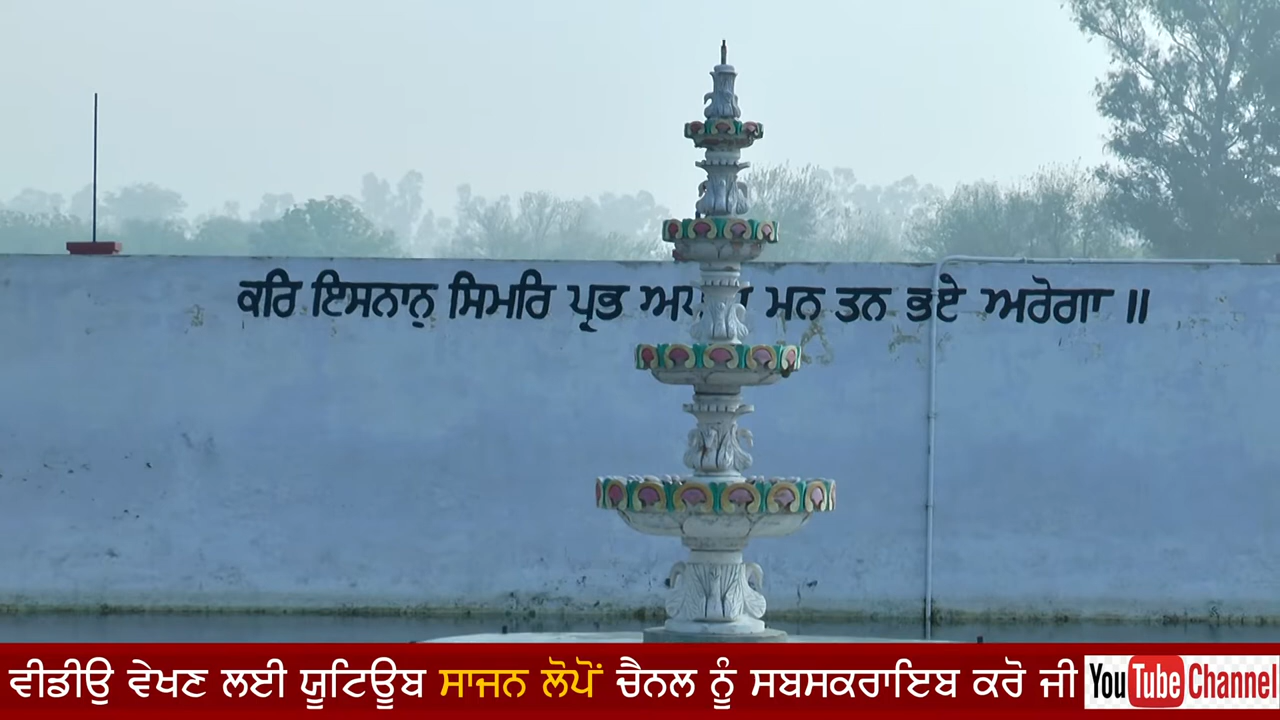 ਕਰਿ ਇਸਨਾਨੁ ਸਿਮਰਿ ਪ੍ਰਭ ਮਨ ਤਨ ਭਏ ਅਰੋਗਾ ॥
ਵੀਡੀਉ ਵੇਖਣ ਲਈ ਯੂਟਿਊਬ ਸਾਜਨ ਲੋਪੋਂ ਚੈਨਲ ਨੂੰ ਸਬਸਕਰਾਇਬ ਕਰੋ ਜੀ YouTube Channel